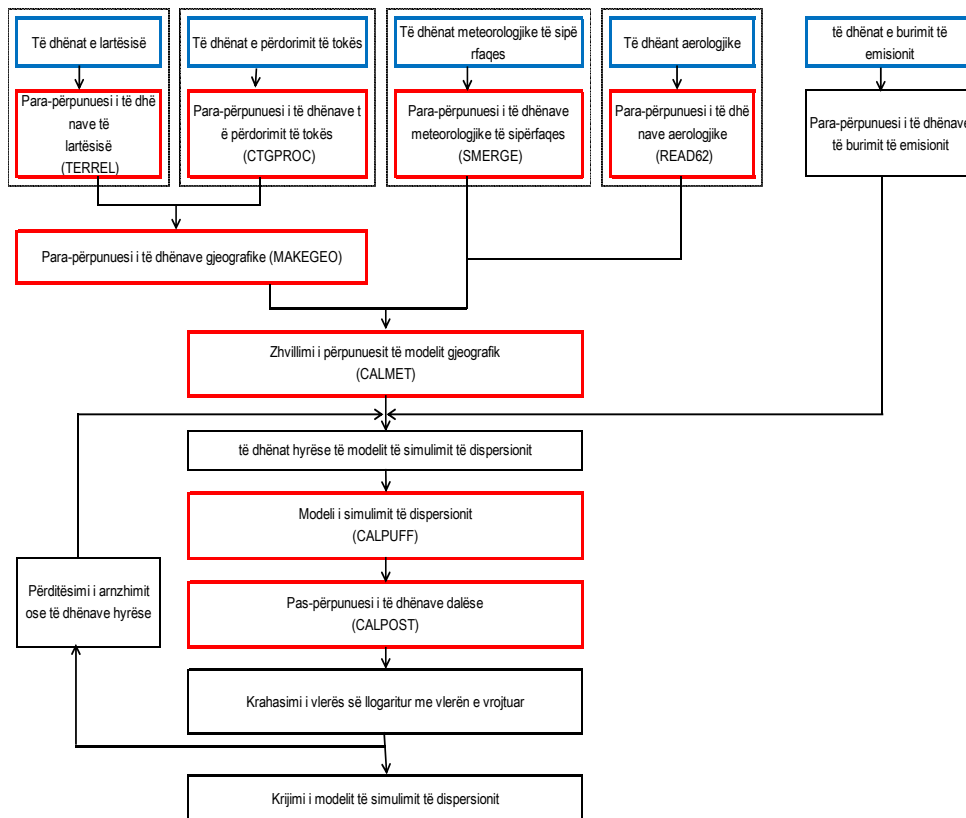 Të dhënat e lartësisë
Të dhënat e përdorimit të tokës
Të dhënat meteorologjike të sipë
rfaqes
Të dhëant aerologjike
të dhënat e burimit të
emisionit
Para-përpunuesi i të dhë
nave të
lartësisë
(TERREL)
Para-përpunuesi i të dhënave t
ë përdorimit të tokës
(CTGPROC)
Para-përpunuesi i të dhënave
meteorologjike të sipërfaqes
(SMERGE)
Para-përpunuesi i të dhë
nave aerologjike
(READ62)
Para-përpunuesi i të dhënave
të burimit të emisionit
Para-përpunuesi i të dhënave gjeografike (MAKEGEO)
Zhvillimi i përpunuesit të modelit gjeografik
(CALMET)
të dhënat hyrëse të modelit të simulimit të dispersionit
Modeli i simulimit të dispersionit
(CALPUFF)
Përditësimi i arnzhimit
ose të dhënave hyrëse
Pas-përpunuesi i të dhënave dalëse
(CALPOST)
Krahasimi i vlerës së llogaritur me vlerën e vrojtuar
Krijimi i modelit të simulimit të dispersionit